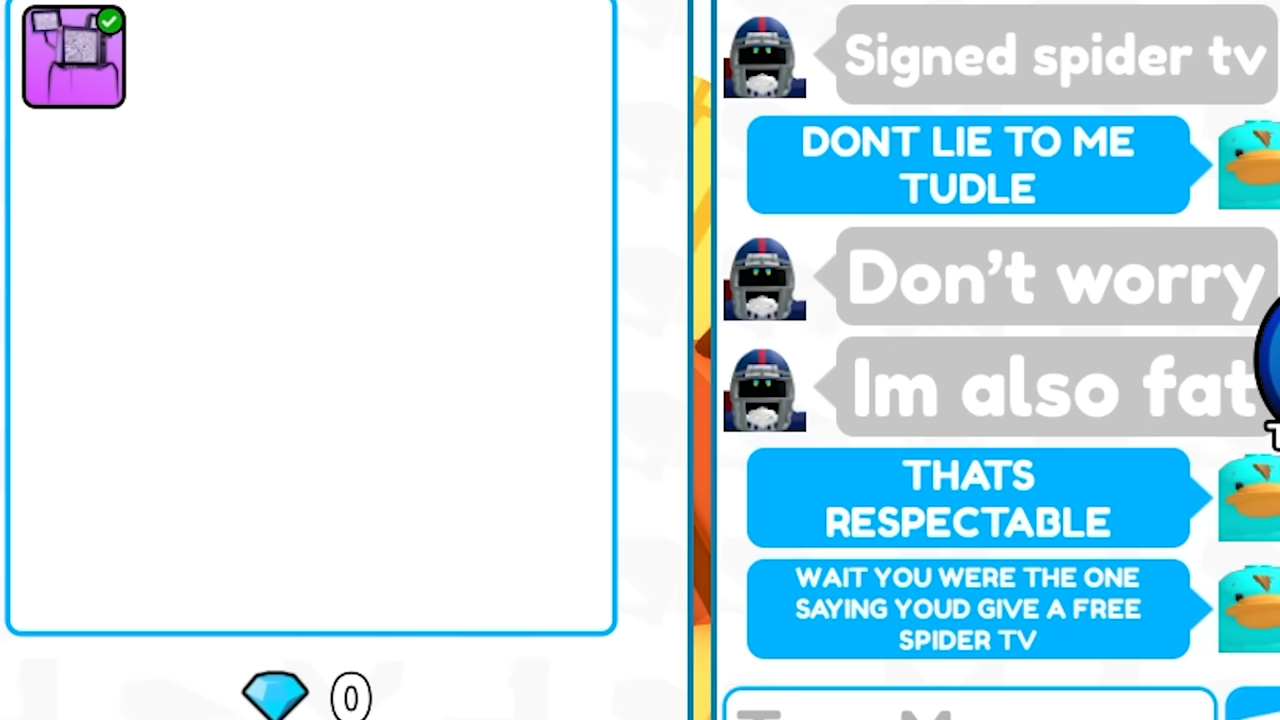 Signed spider tv
DONT LIE TO ME
TUDLE
Don't worry
Im also fat
THATS
RESPECTABLE
WAIT YOU WERE THE ONE
SAYING YOUD GIVE A FREE
SPIDER TV
0